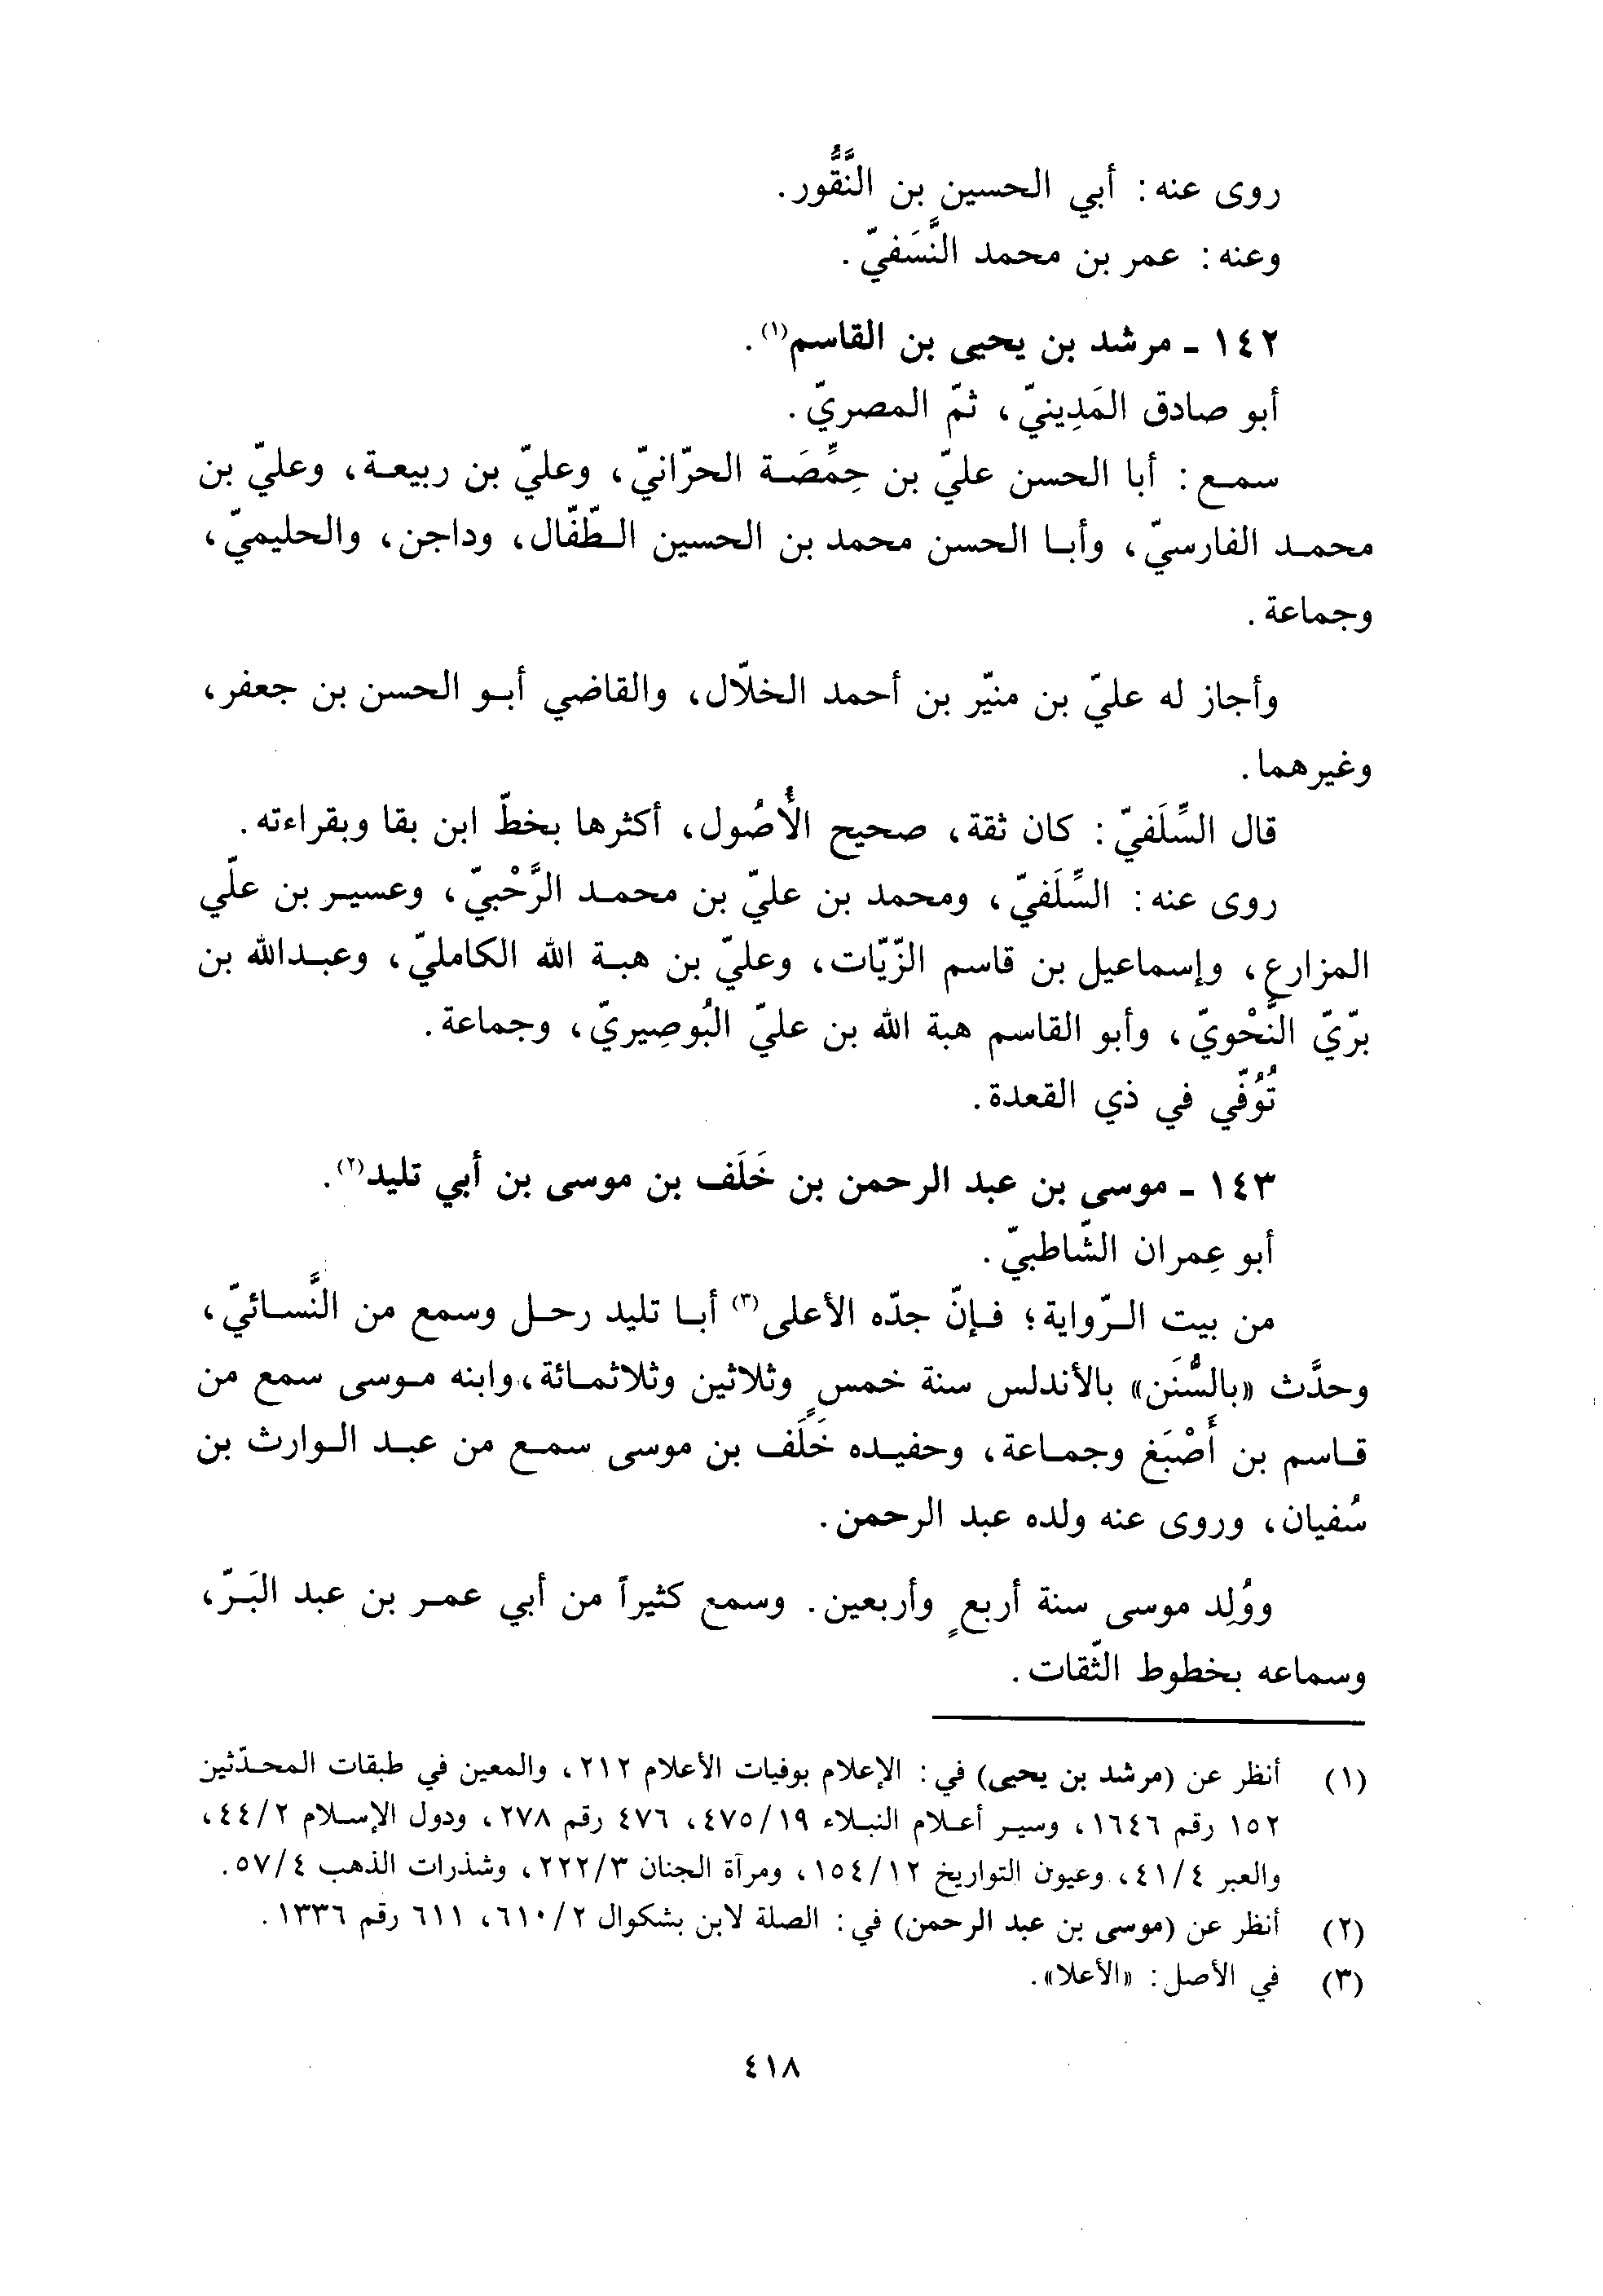 روى عنه: أبي الحسين بن النَّقُّور.
وعنه: عمر بن محمد النَّسَفيّ.
١٤٢ ـ مرشد بن يحيى بن القاسم(١).
أبو صادق المَدِينيّ، ثمّ المصريّ.
سمع: أبا الحسن عليّ بن حِمِّصَة الحرّانيّ، وعليّ بن ربيعة، وعليّ بن
محمد الفارسيّ، وأبا الحسن محمد بن الحسين الطّفّال، وداجن، والحليميّ،
وجماعة.
وأجاز له عليّ بن منيّر بن أحمد الخلّال، والقاضي أبو الحسن بن جعفر،
وغيرهما.
قال السِّلَفيّ: كان ثقة، صحيح الأُصُول، أكثرها بخطّ ابن بقا وبقراءته.
روى عنه: السِّلَفيّ، ومحمد بن عليّ بن محمد الرَّحْبيّ، وعسير بن علّي
المزارع، وإسماعيل بن قاسم الزّيّات، وعليّ بن هبة الله الكامليّ، وعبدالله بن
برّيّ النَّحْويّ، وأبو القاسم هبة الله بن عليّ البُوصِيريّ، وجماعة.
تُوُفّي في ذي القعدة.
١٤٣ ـ موسى بن عبد الرحمن بن خَلَف بن موسى بن أبي تليد(٢).
أبو عِمران الشّاطبيّ.
من بيت الرّواية؛ فإنّ جدّه الأعلى(٣) أبا تليد رحل وسمع من النَّسائيّ،
وحدَّث «بالسُّنَن» بالأندلس سنة خمسٍ وثلاثين وثلاثمائة، وابنه موسى سمع من
قاسم بن أَصْبَغ وجماعة، وحفيده خَلَف بن موسى سمع من عبد الوارث بن
سُفيان، وروى عنه ولده عبد الرحمن.
ووُلِد موسى سنة أربعٍ وأربعين. وسمع كثيراً من أبي عمر بن عبد البَرّ،
وسماعه بخطوط الثّقات.
(١) أنظر عن (مرشد بن يحيى) في: الإعلام بوفيات الأعلام ٢١٢، والمعين في طبقات المحدّثين
١٥٢ رقم ١٦٤٦، وسير أعلام النبلاء ٤٧٥/١٩، ٤٧٦ رقم ٢٧٨، ودول الإسلام ٤٤/٢،
والعبر ٤١/٤، وعيون التواريخ ١٥٤/١٢، ومرآة الجنان ٢٢٢/٣، وشذرات الذهب ٥٧/٤.
(٢) أنظر عن (موسى بن عبد الرحمن) في: الصلة لابن بشكوال ٦١٠/٢، ٦١١ رقم ١٣٣٦.
(٣) في الأصل: «الأعلا».
٤١٨